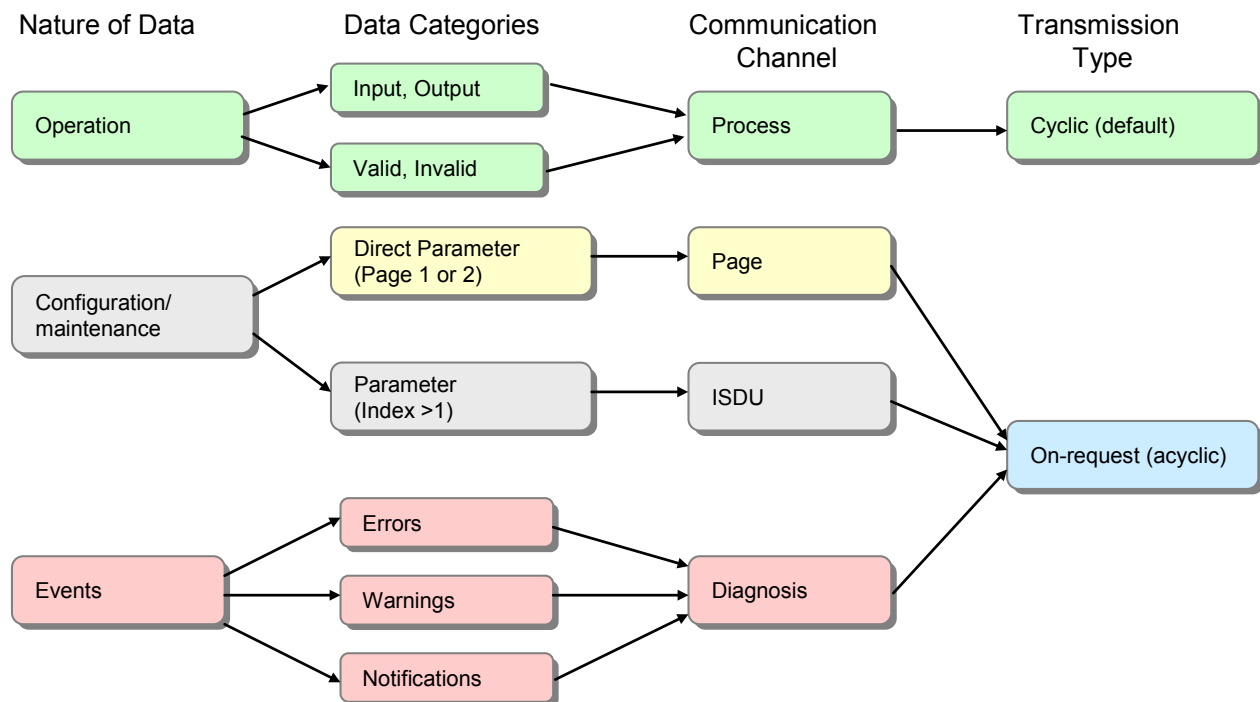 Nature of Data
Data Categories
Communication
Channel
Transmission
Type
Operation
Input, Output
Valid, Invalid
Process
Cyclic (default)
Configuration/
maintenance
Direct Parameter
(Page 1 or 2)
Page
Parameter
(Index >1)
ISDU
On-request (acyclic)
Events
Errors
Warnings
Notifications
Diagnosis